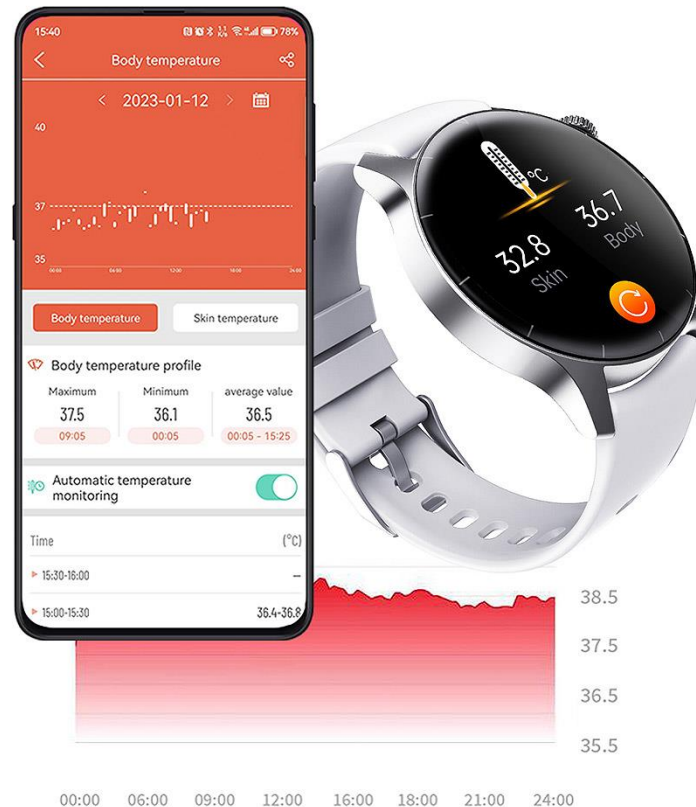 15:40
1.1 K/s
78%
Body temperature
< 2023-01-12 >
40
37
35
00:00 06:00 12:00 18:00 24:00
Body temperature Skin temperature
Body temperature profile
Maximum Minimum average value
37.5 36.1 36.5
09:05 00:05 00:05 - 15:25
Automatic temperature
monitoring
Time (°C)
15:30-16:00 –
15:00-15:30 36.4-36.8
°C
32.8 36.7
Skin Body
38.5
37.5
36.5
35.5
00:00 06:00 09:00 12:00 16:00 18:00 21:00 24:00